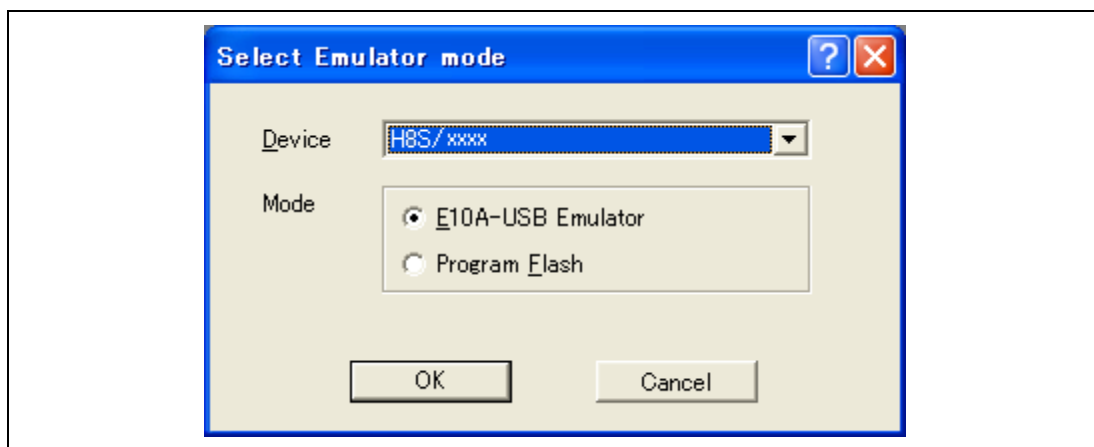 Select Emulator mode
Device H8S/xxxx
Mode
E10A-USB Emulator
Program Flash
OK Cancel